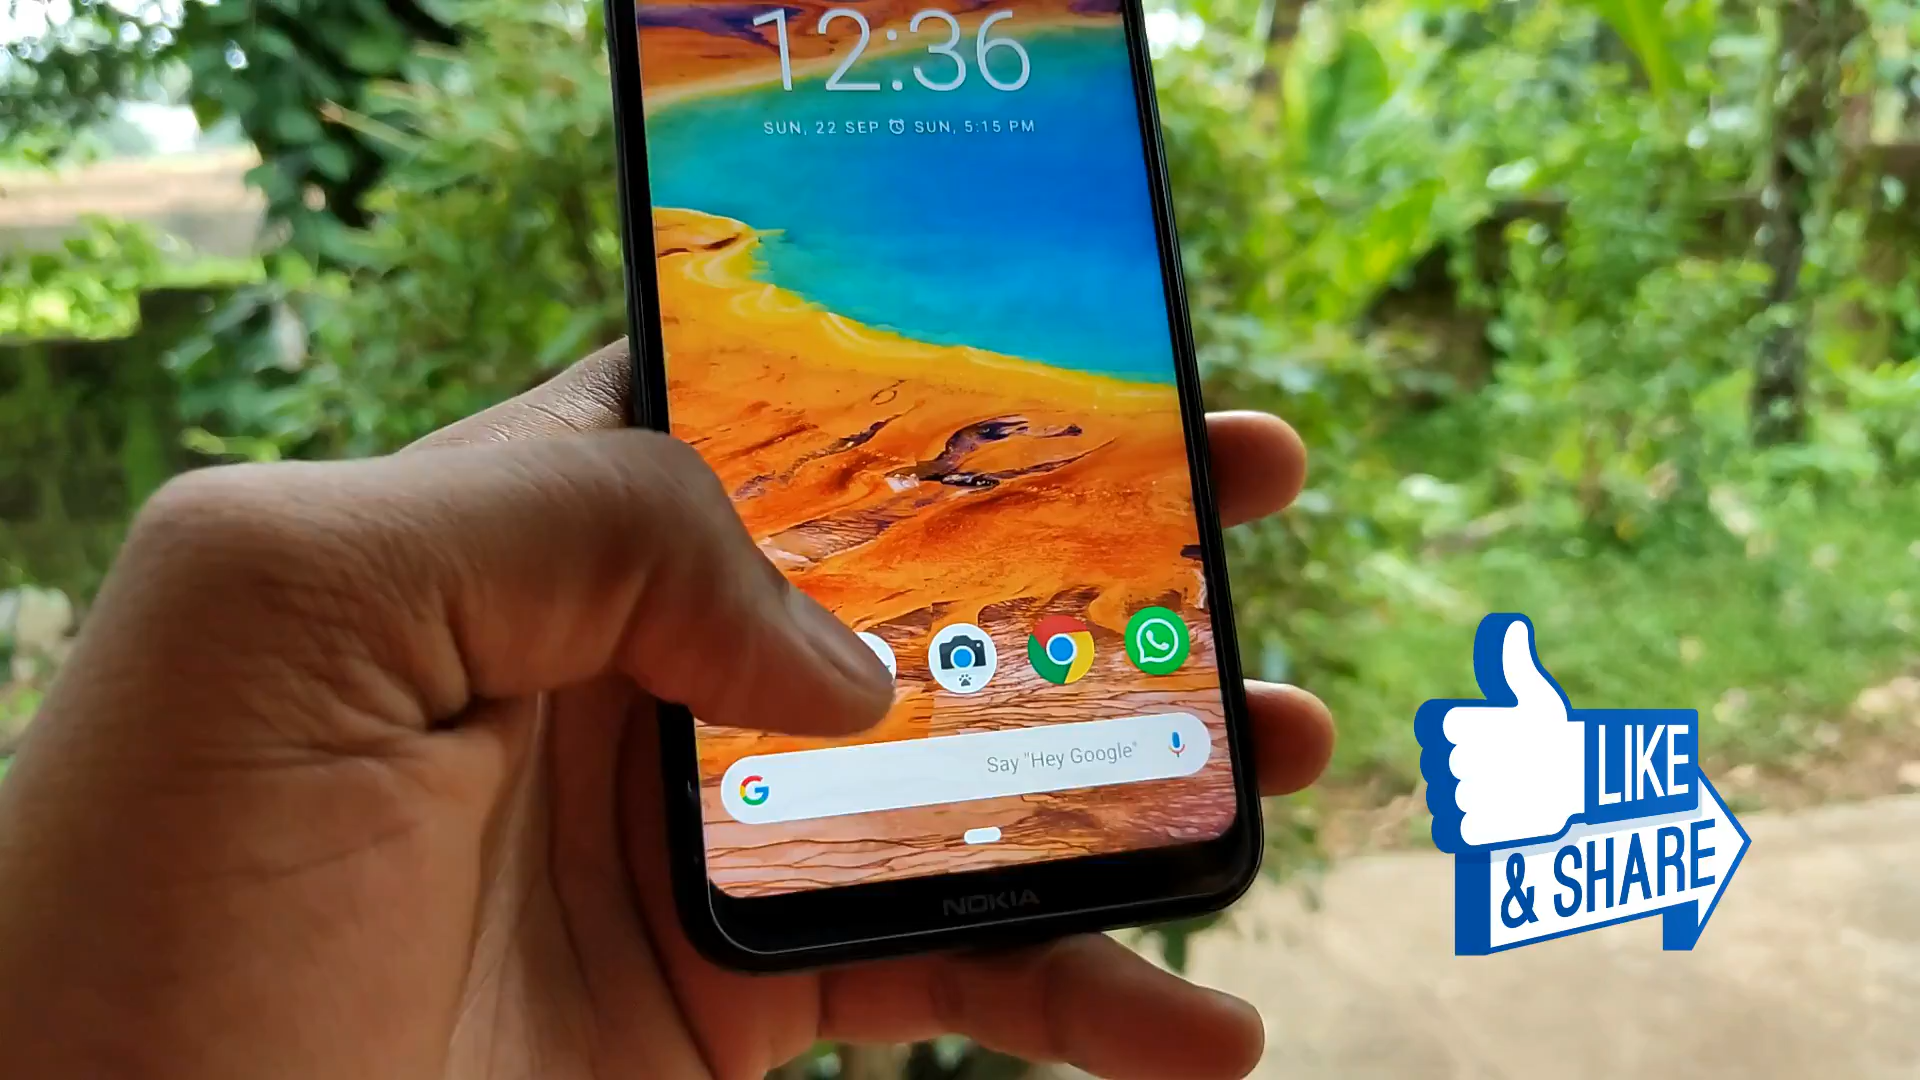 12:36
SUN, 22 SEP SUN, 5:15 PM
Say "Hey Google"
NOKIA
LIKE
& SHARE